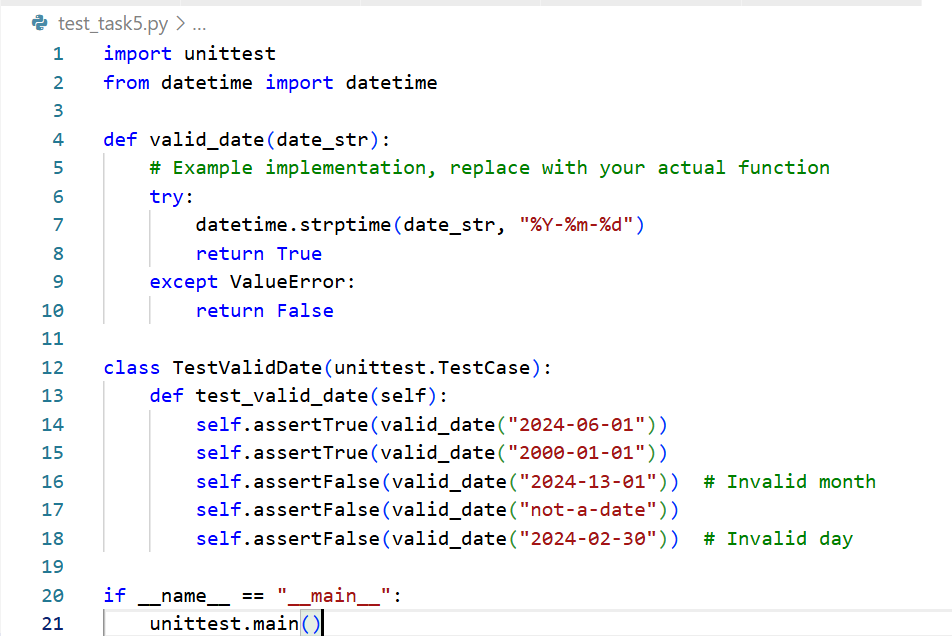 test_task5.py > ...
1 import unittest
2 from datetime import datetime
3
4 def valid_date(date_str):
5     # Example implementation, replace with your actual function
6     try:
7         datetime.strptime(date_str, "%Y-%m-%d")
8         return True
9     except ValueError:
10         return False
11
12 class TestValidDate(unittest.TestCase):
13     def test_valid_date(self):
14         self.assertTrue(valid_date("2024-06-01"))
15         self.assertTrue(valid_date("2000-01-01"))
16         self.assertFalse(valid_date("2024-13-01"))  # Invalid month
17         self.assertFalse(valid_date("not-a-date"))
18         self.assertFalse(valid_date("2024-02-30"))  # Invalid day
19
20 if __name__ == "__main__":
21     unittest.main()